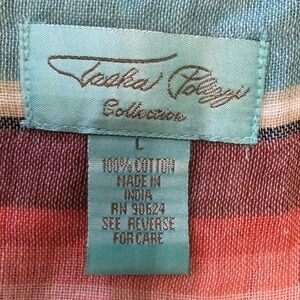 Tasha Polizzi
Collection
L
100% COTTON
MADE IN
INDIA
RN 90624
SEE REVERSE
FOR CARE